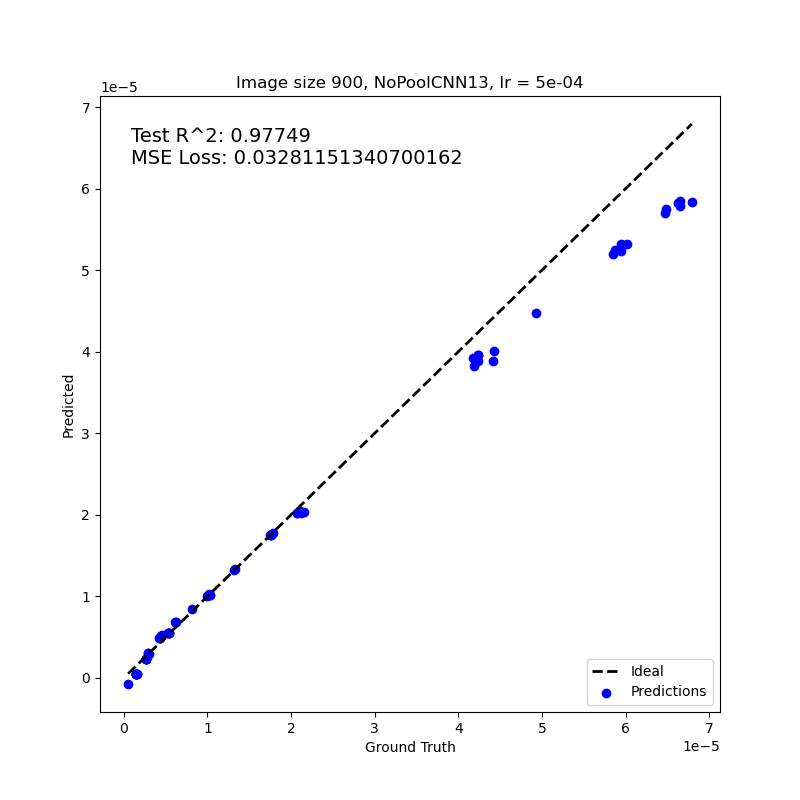 Image size 900, NoPoolCNN13, lr = 5e-04
1e−5
Test R^2: 0.97749
MSE Loss: 0.03281151340700162
7
6
5
4
3
2
1
0
Predicted
Ideal
Predictions
0 1 2 3 4 5 6 7
Ground Truth
1e−5